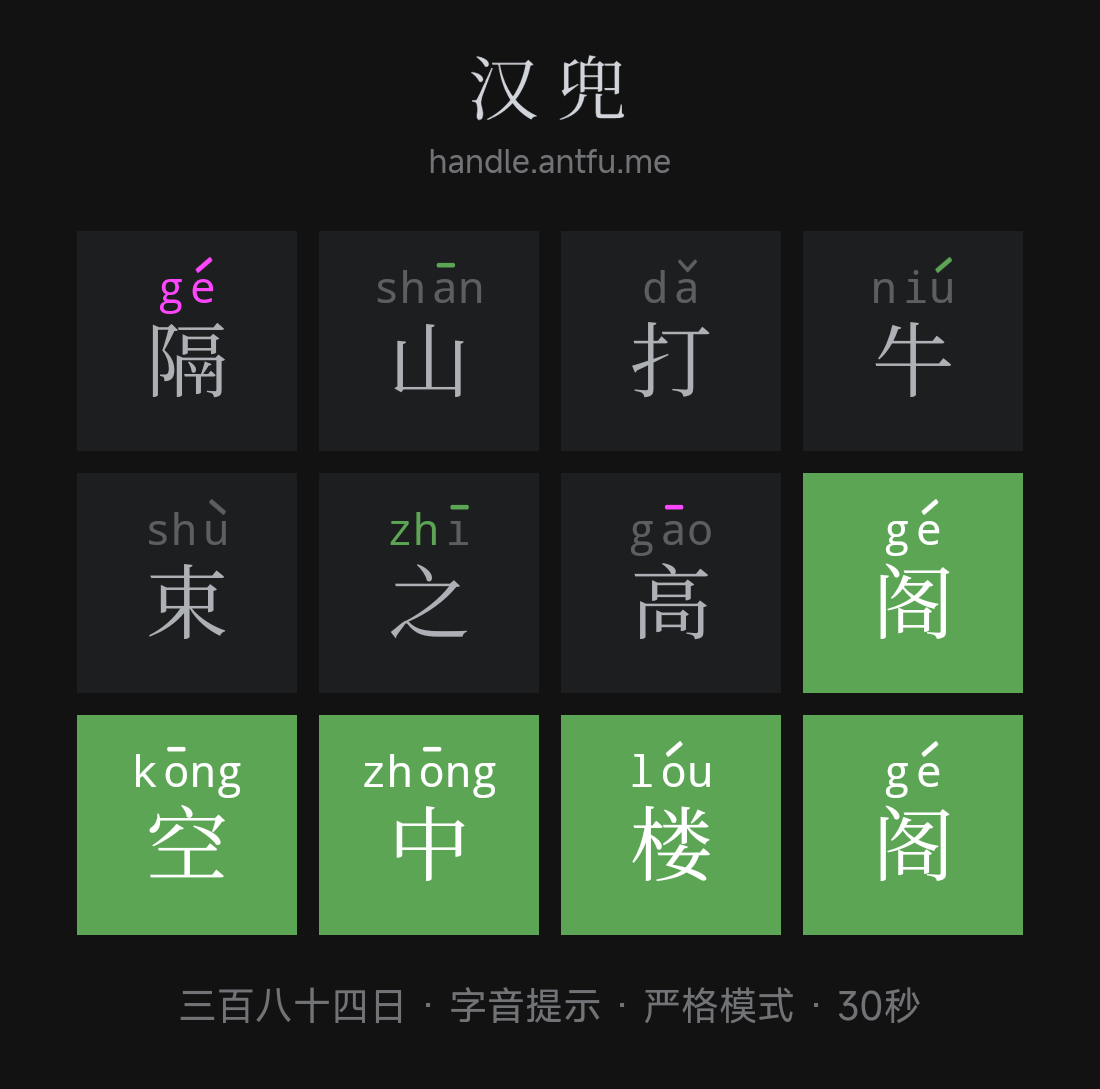 汉兜
handle.antfu.me
gé shān dǎ niú
隔 山 打 牛
shù zhī gāo gé
束 之 高 阁
kōng zhōng lóu gé
空 中 楼 阁
三百八十四日 · 字音提示 · 严格模式 · 30秒